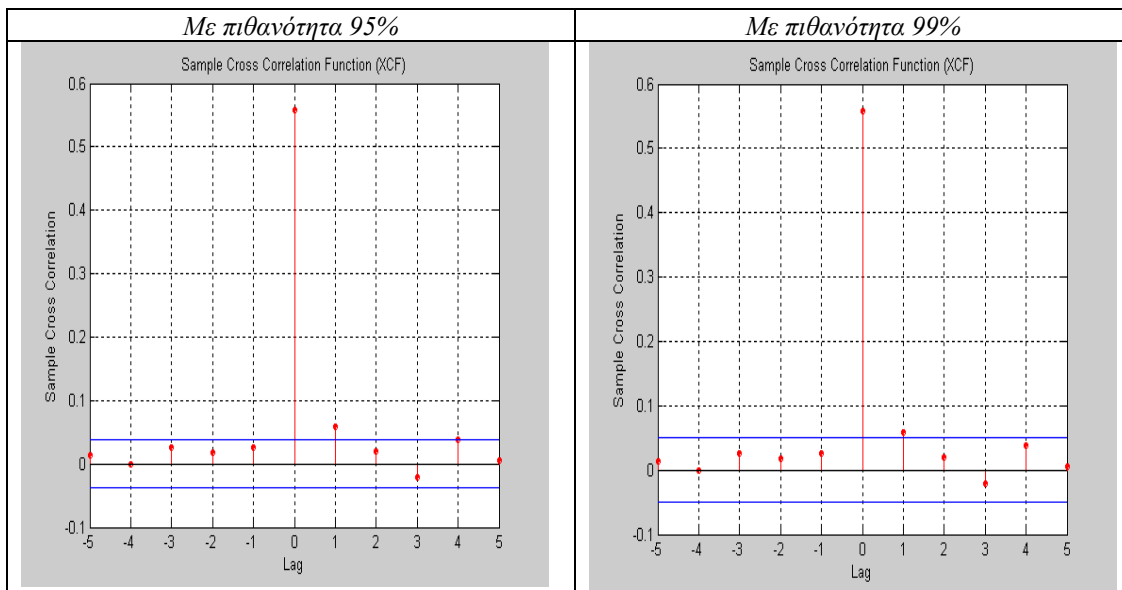 Με πιθανότητα 95%
Με πιθανότητα 99%
Sample Cross Correlation Function (XCF)
0.6
0.5
0.4
0.3
0.2
0.1
0
-0.1
Sample Cross Correlation
-5 -4 -3 -2 -1 0 1 2 3 4 5
Lag
Sample Cross Correlation Function (XCF)
0.6
0.5
0.4
0.3
0.2
0.1
0
-0.1
Sample Cross Correlation
-5 -4 -3 -2 -1 0 1 2 3 4 5
Lag